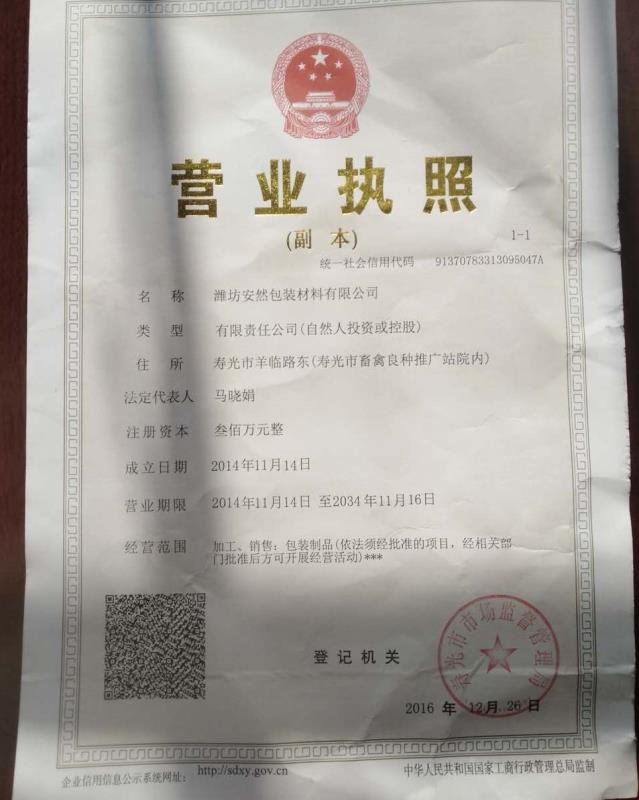 营业执照
(副 本)
1-1
统一社会信用代码 91370783313095047A
名 称 潍坊安然包装材料有限公司
类 型 有限责任公司(自然人投资或控股)
住 所 寿光市羊临路东(寿光市畜禽良种推广站院内)
法定代表人 马晓娟
注册资本 叁佰万元整
成立日期 2014年11月14日
营业期限 2014年11月14日 至2034年11月16日
经营范围 加工、销售：包装制品(依法须经批准的项目，经相关部
门批准后方可开展经营活动)***
登记机关
寿光市市场监督管理局
2016 年 12月 26日
企业信用信息公示系统网址： http://sdxy.gov.cn
中华人民共和国国家工商行政管理总局监制